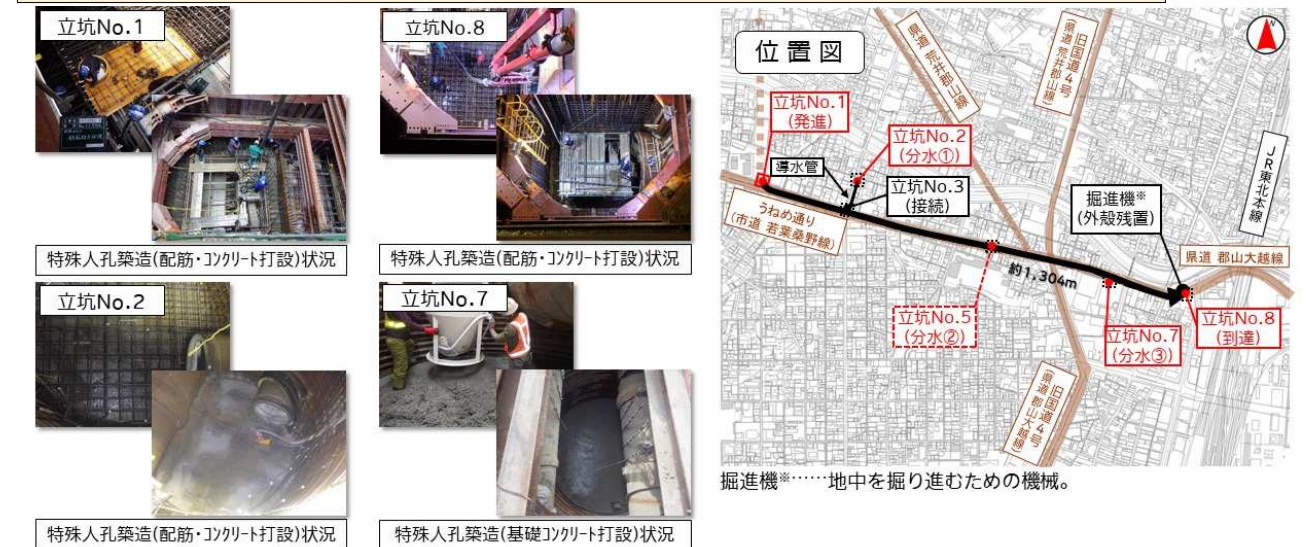 立坑No.1
特殊人孔築造(配筋・コンクリート打設)状況
立坑No.8
特殊人孔築造(配筋・コンクリート打設)状況
立坑No.2
特殊人孔築造(配筋・コンクリート打設)状況
立坑No.7
特殊人孔築造(基礎コンクリート打設)状況
位置図
N
県道 荒井郡山線
旧国道4号
(県道 荒井郡山線)
JR東北本線
立坑No.1
(発進)
立坑No.2
(分水①)
導水管
立坑No.3
(接続)
掘進機※
(外殻残置)
うねめ通り
(市道 若葉桑野線)
県道 郡山大越線
約1,304m
立坑No.5
(分水②)
立坑No.7
(分水③)
立坑No.8
(到達)
旧国道4号
(県道 郡山大越線)
掘進機※……地中を掘り進むための機械。